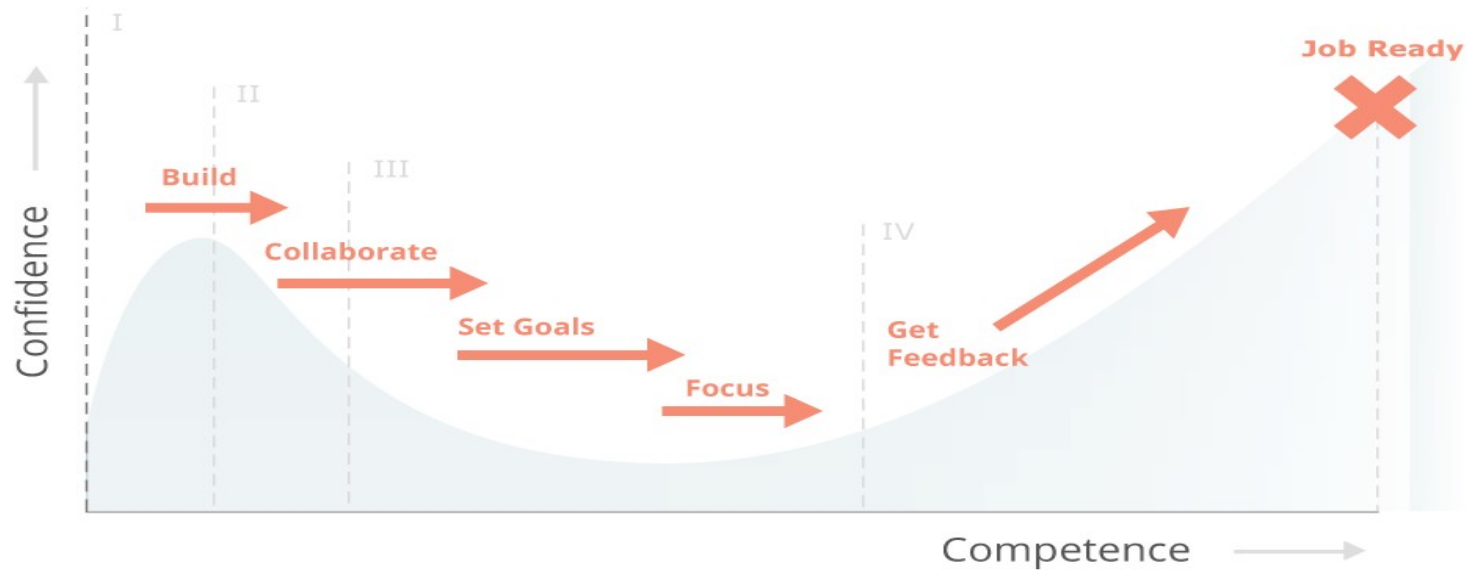 I
Job Ready
II
III
Build
Confidence
IV
Collaborate
Set Goals
Get
Feedback
Focus
Competence